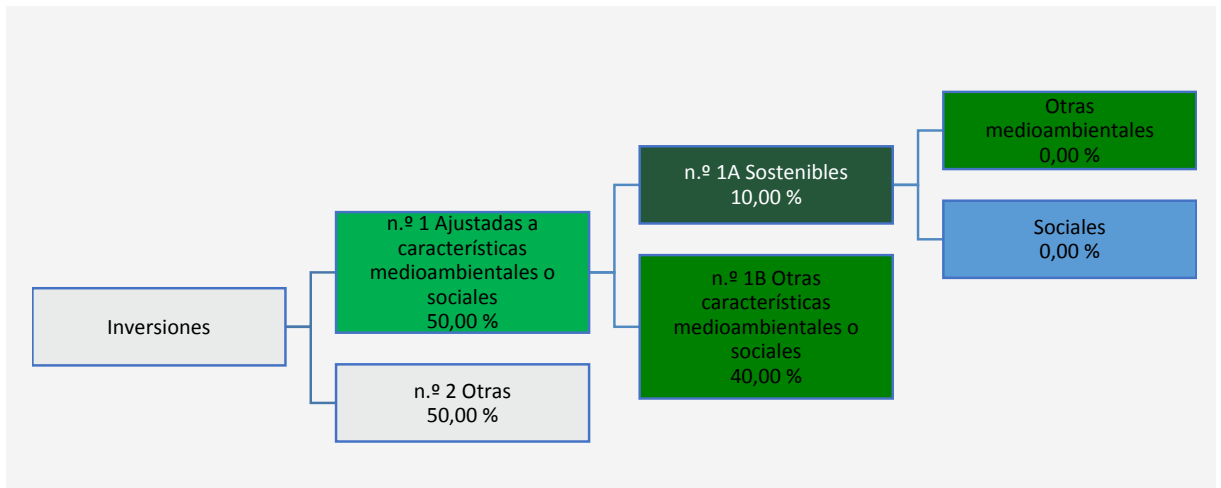 Inversiones
n.º 1 Ajustadas a
características
medioambientales o
sociales
50,00 %
n.º 2 Otras
50,00 %
n.º 1A Sostenibles
10,00 %
n.º 1B Otras
características
medioambientales o
sociales
40,00 %
Otras
medioambientales
0,00 %
Sociales
0,00 %